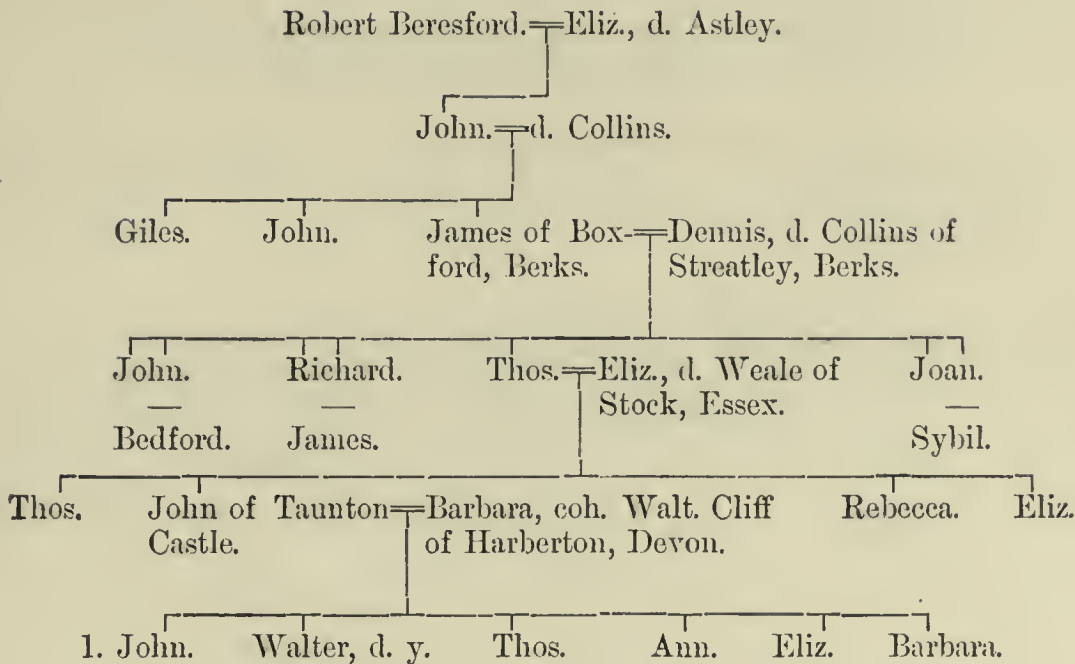 Robert Beresford.=Eliz., d. Astley.
John.=d. Collins.
Giles. John. James of Box-=Dennis, d. Collins of
ford, Berks. Streatley, Berks.
John. Richard. Thos.=Eliz., d. Weale of Joan.
— — Stock, Essex. —
Bedford. James. Sybil.
Thos. John of Taunton=Barbara, coh. Walt. Cliff Rebecca. Eliz.
Castle. of Harberton, Devon.
1. John. Walter, d. y. Thos. Ann. Eliz. Barbara.